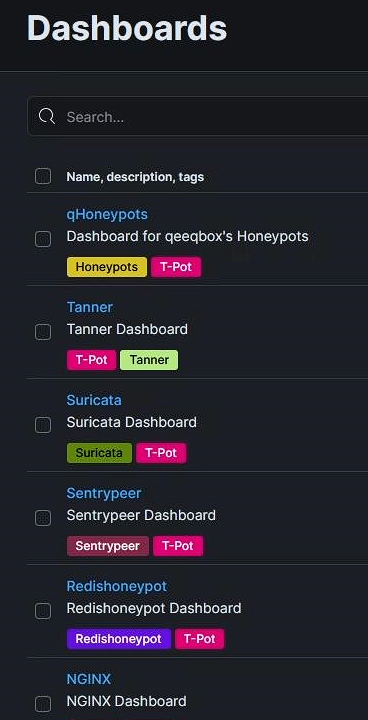 Dashboards
Search...
Name, description, tags
qHoneypots
Dashboard for qeeqbox's Honeypots
Honeypots T-Pot
Tanner
Tanner Dashboard
T-Pot Tanner
Suricata
Suricata Dashboard
Suricata T-Pot
Sentrypeer
Sentrypeer Dashboard
Sentrypeer T-Pot
Redishoneypot
Redishoneypot Dashboard
Redishoneypot T-Pot
NGINX
NGINX Dashboard